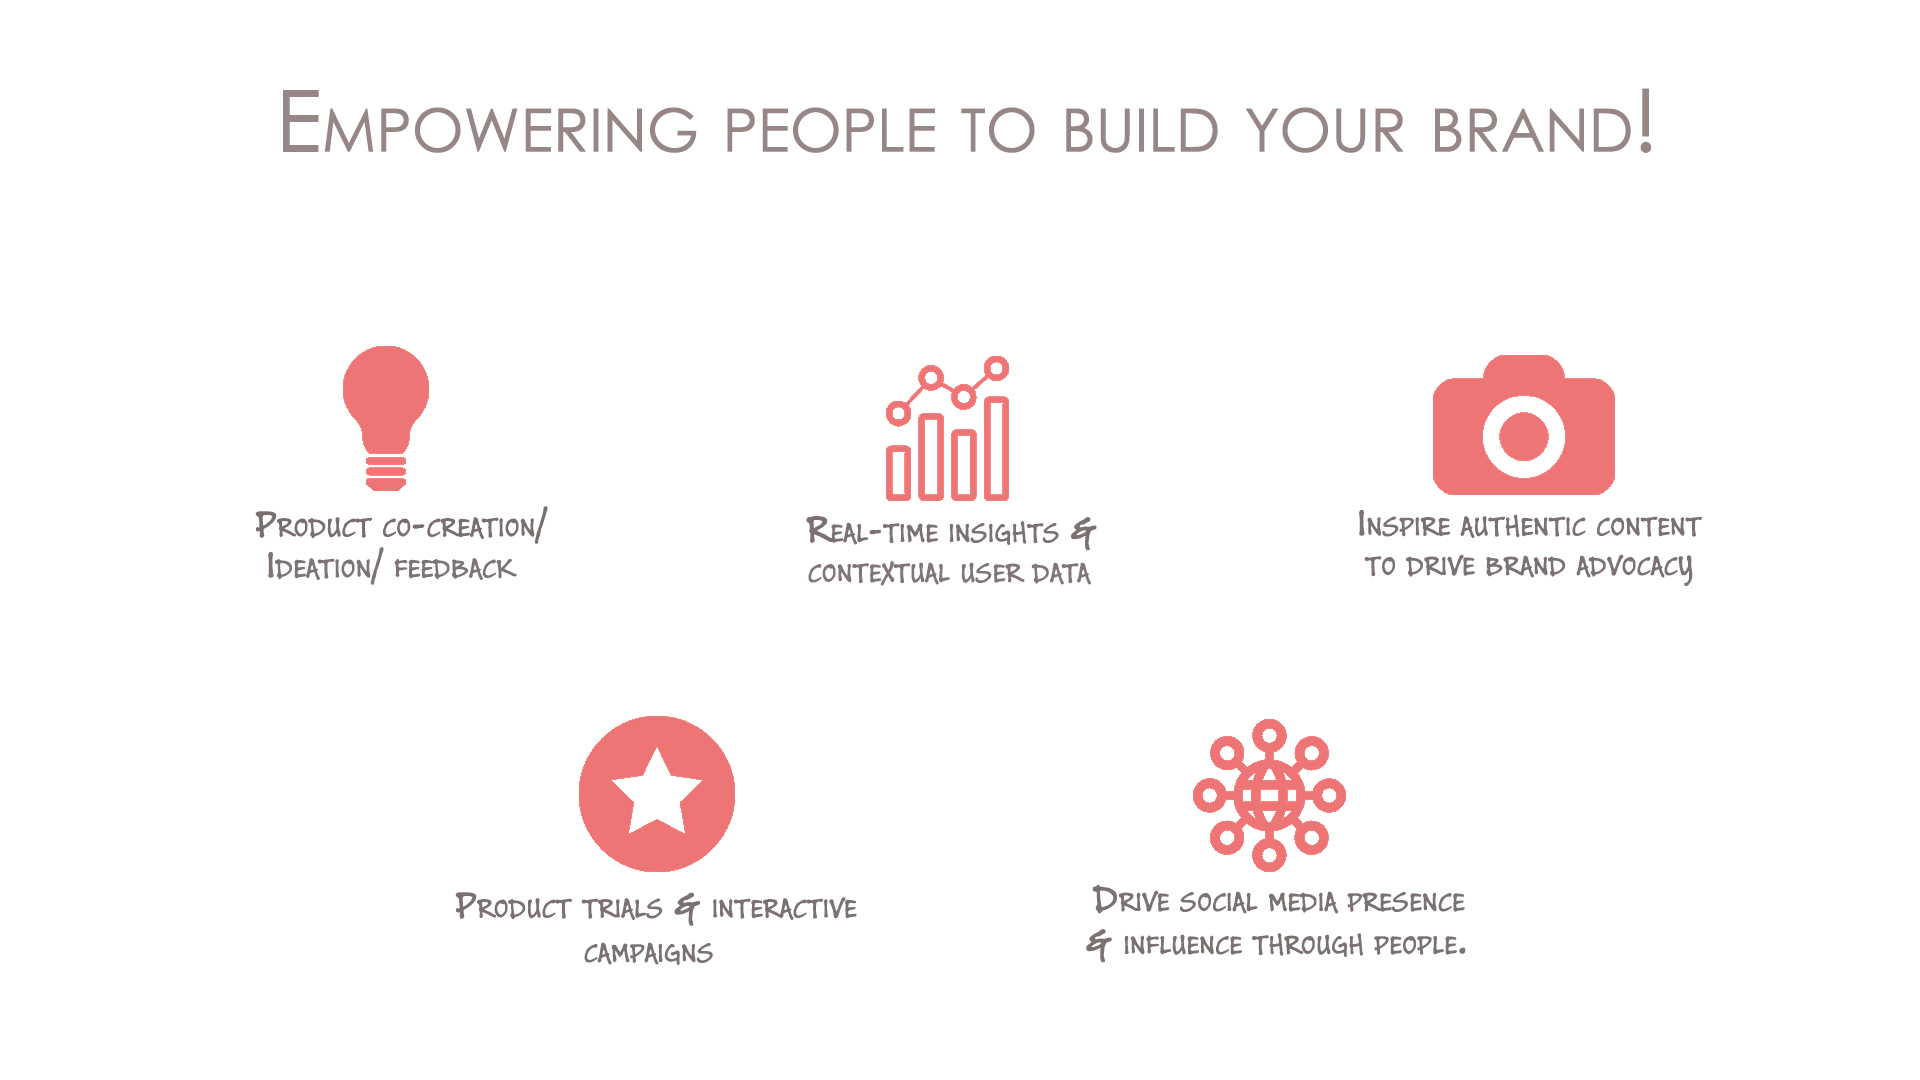 Empowering people to build your brand!
Product co-creation/
Ideation/ feedback
Real-time insights &
contextual user data
Inspire authentic content
to drive brand advocacy
Product trials & interactive
campaigns
Drive social media presence
& influence through people.